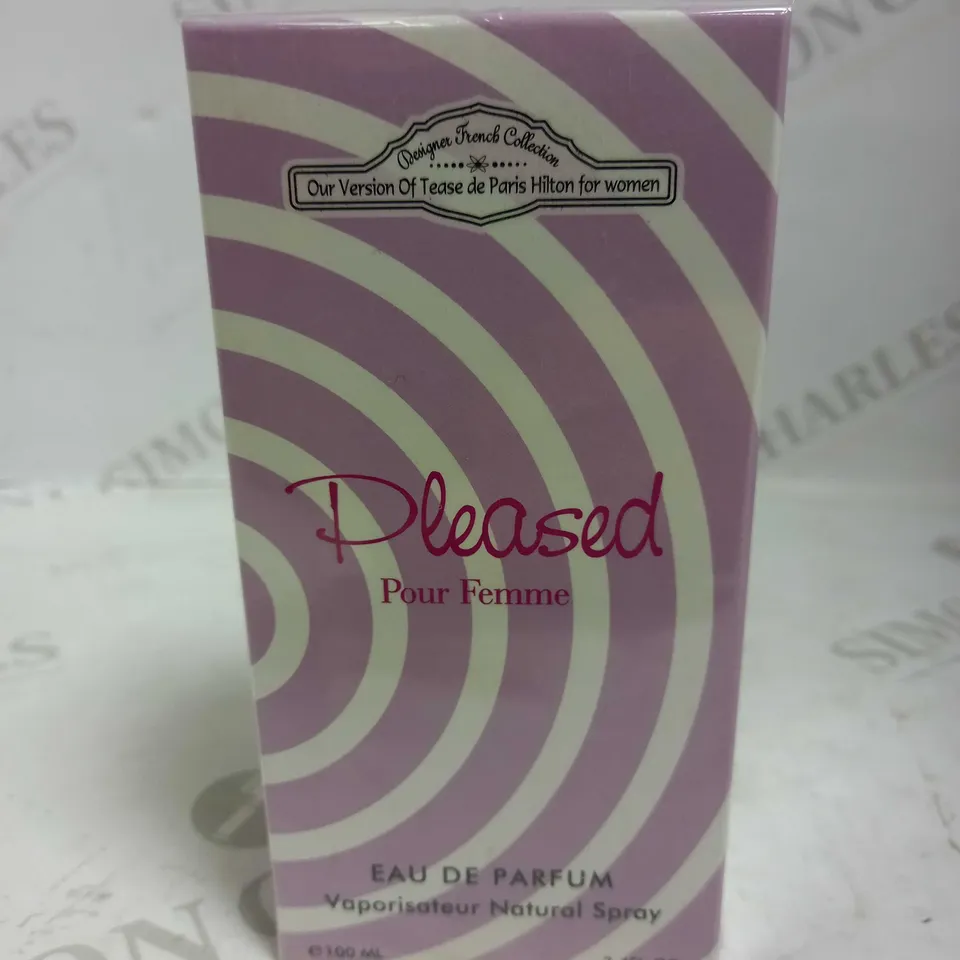 Designer French Collection
Our Version Of Tease de Paris Hilton for women
Pleased
Pour Femme
EAU DE PARFUM
Vaporisateur Natural Spray
℮100 ML